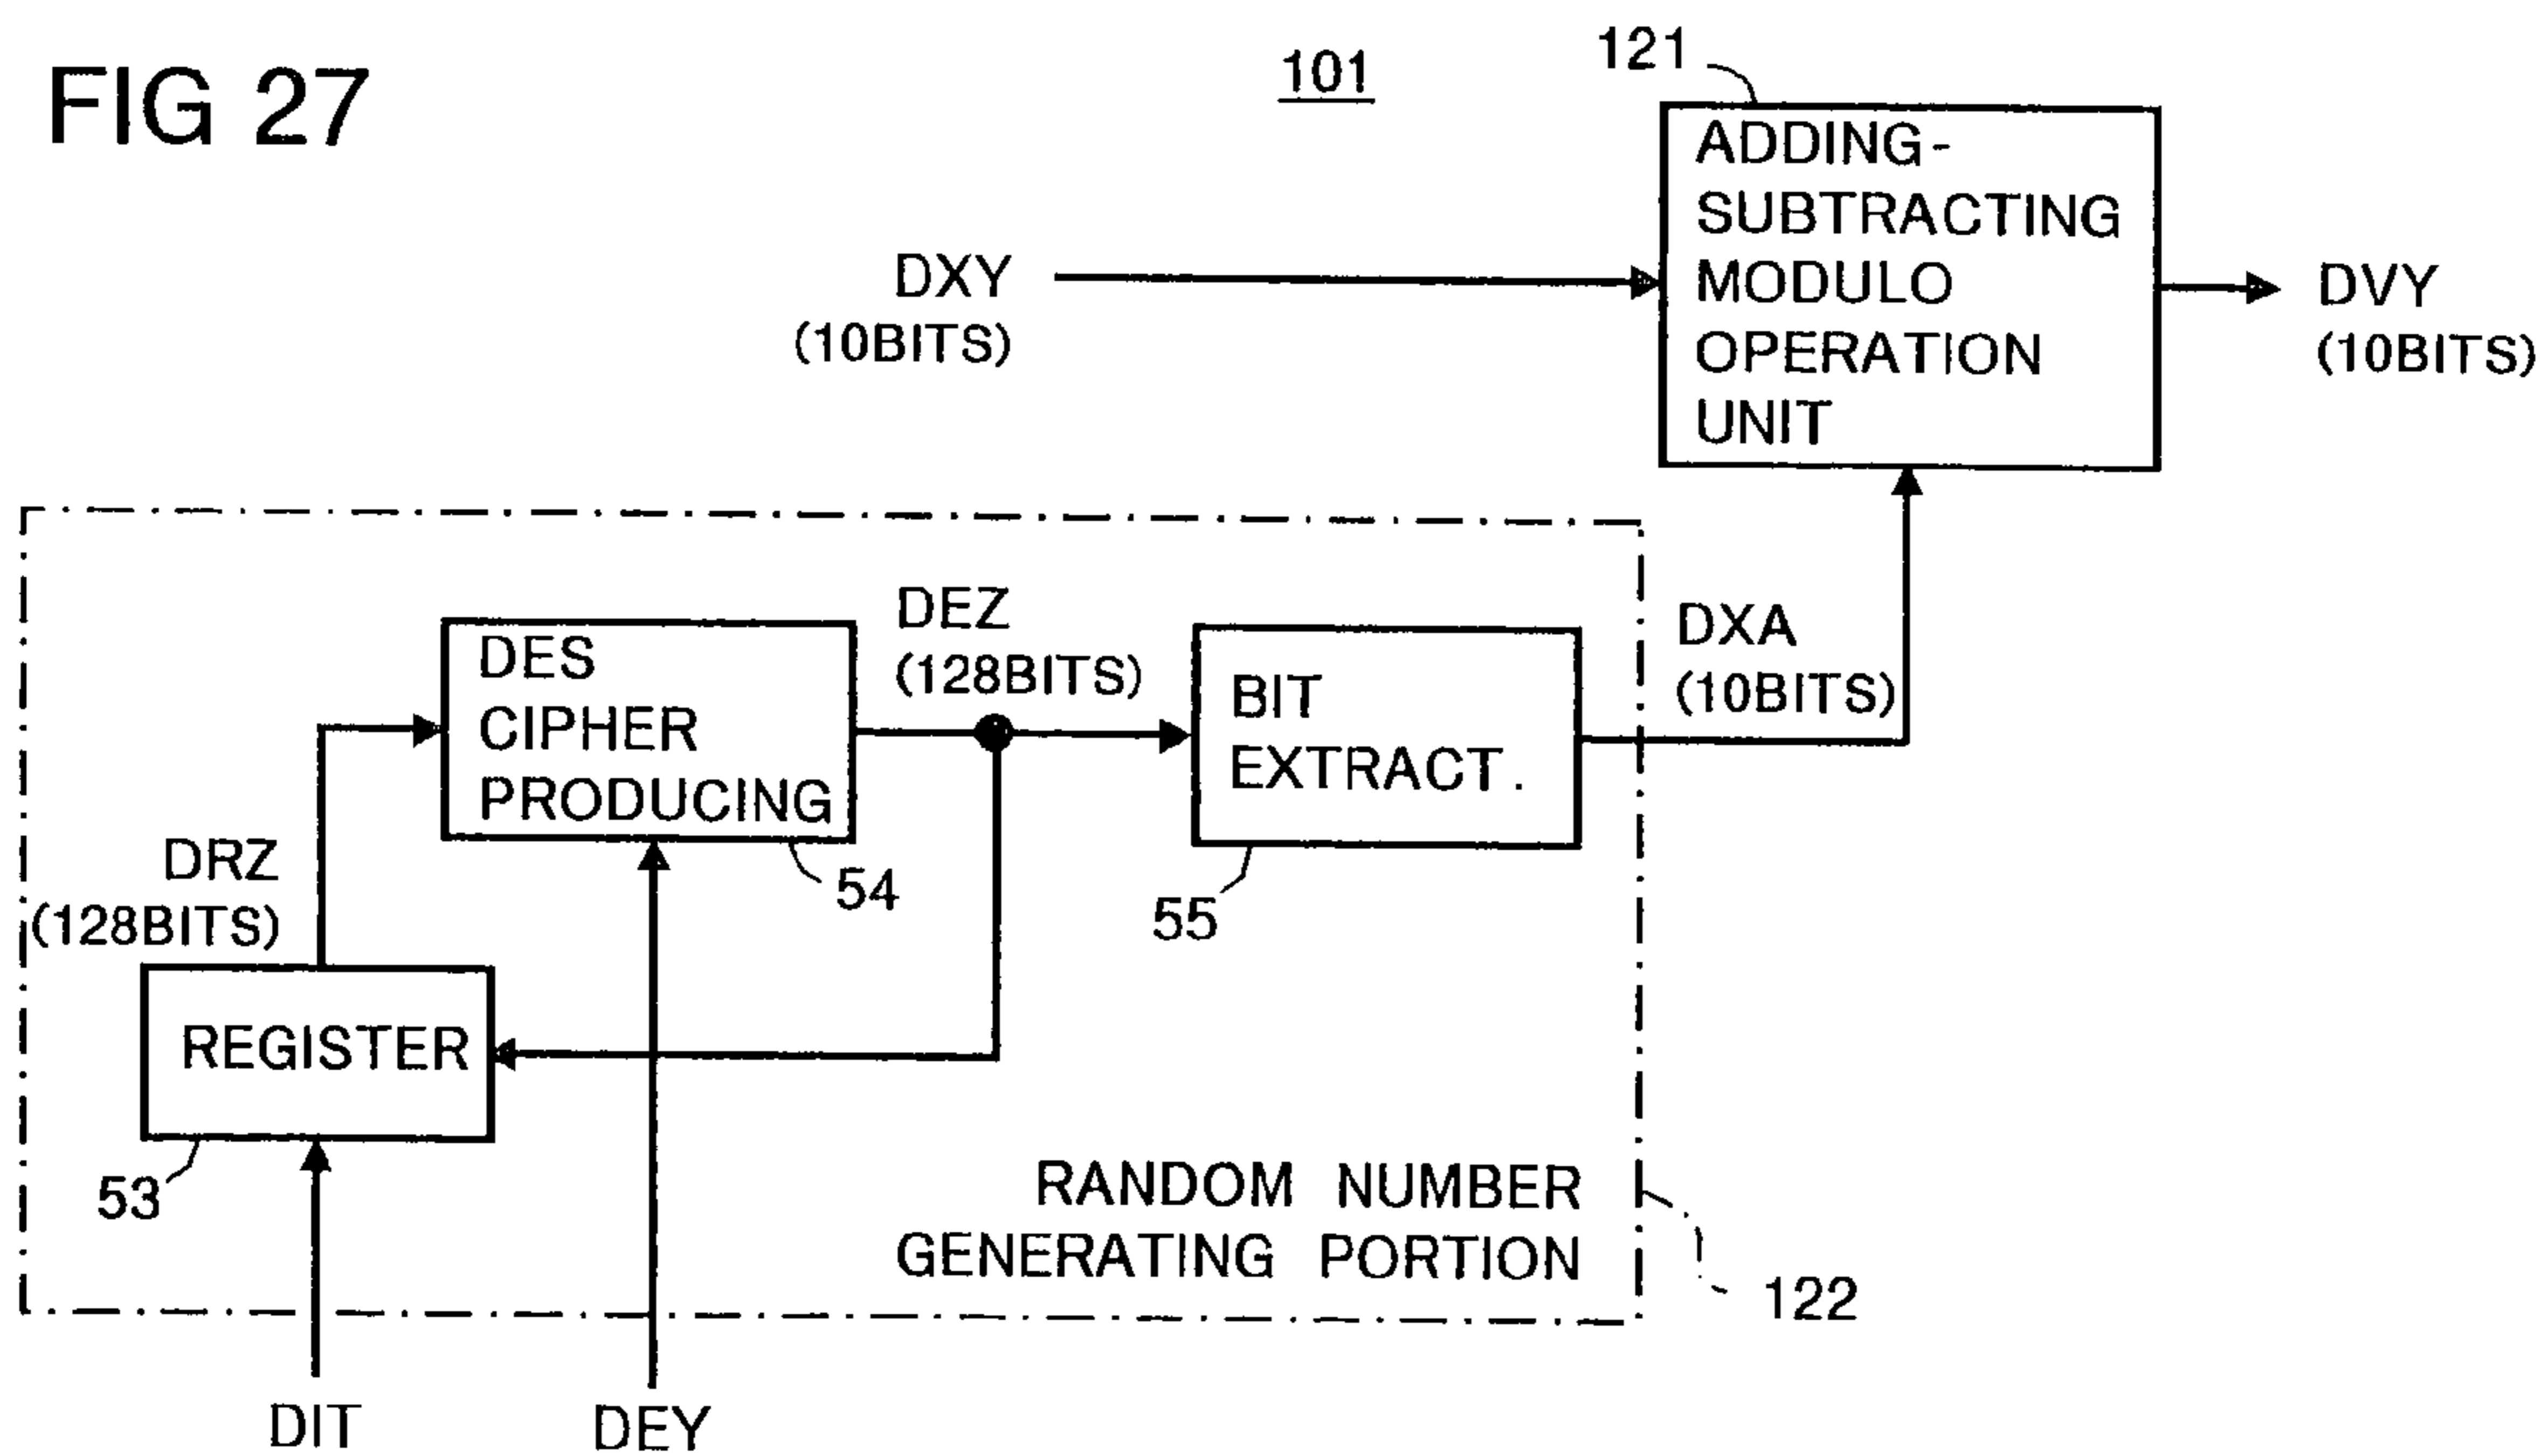 FIG 27
101
121
ADDING-
SUBTRACTING
MODULO
OPERATION
UNIT
DXY
(10BITS)
DVY
(10BITS)
DES
CIPHER
PRODUCING
DEZ
(128BITS)
BIT
EXTRACT.
DXA
(10BITS)
54
55
DRZ
(128BITS)
REGISTER
53
RANDOM NUMBER
GENERATING PORTION
122
DIT
DEY